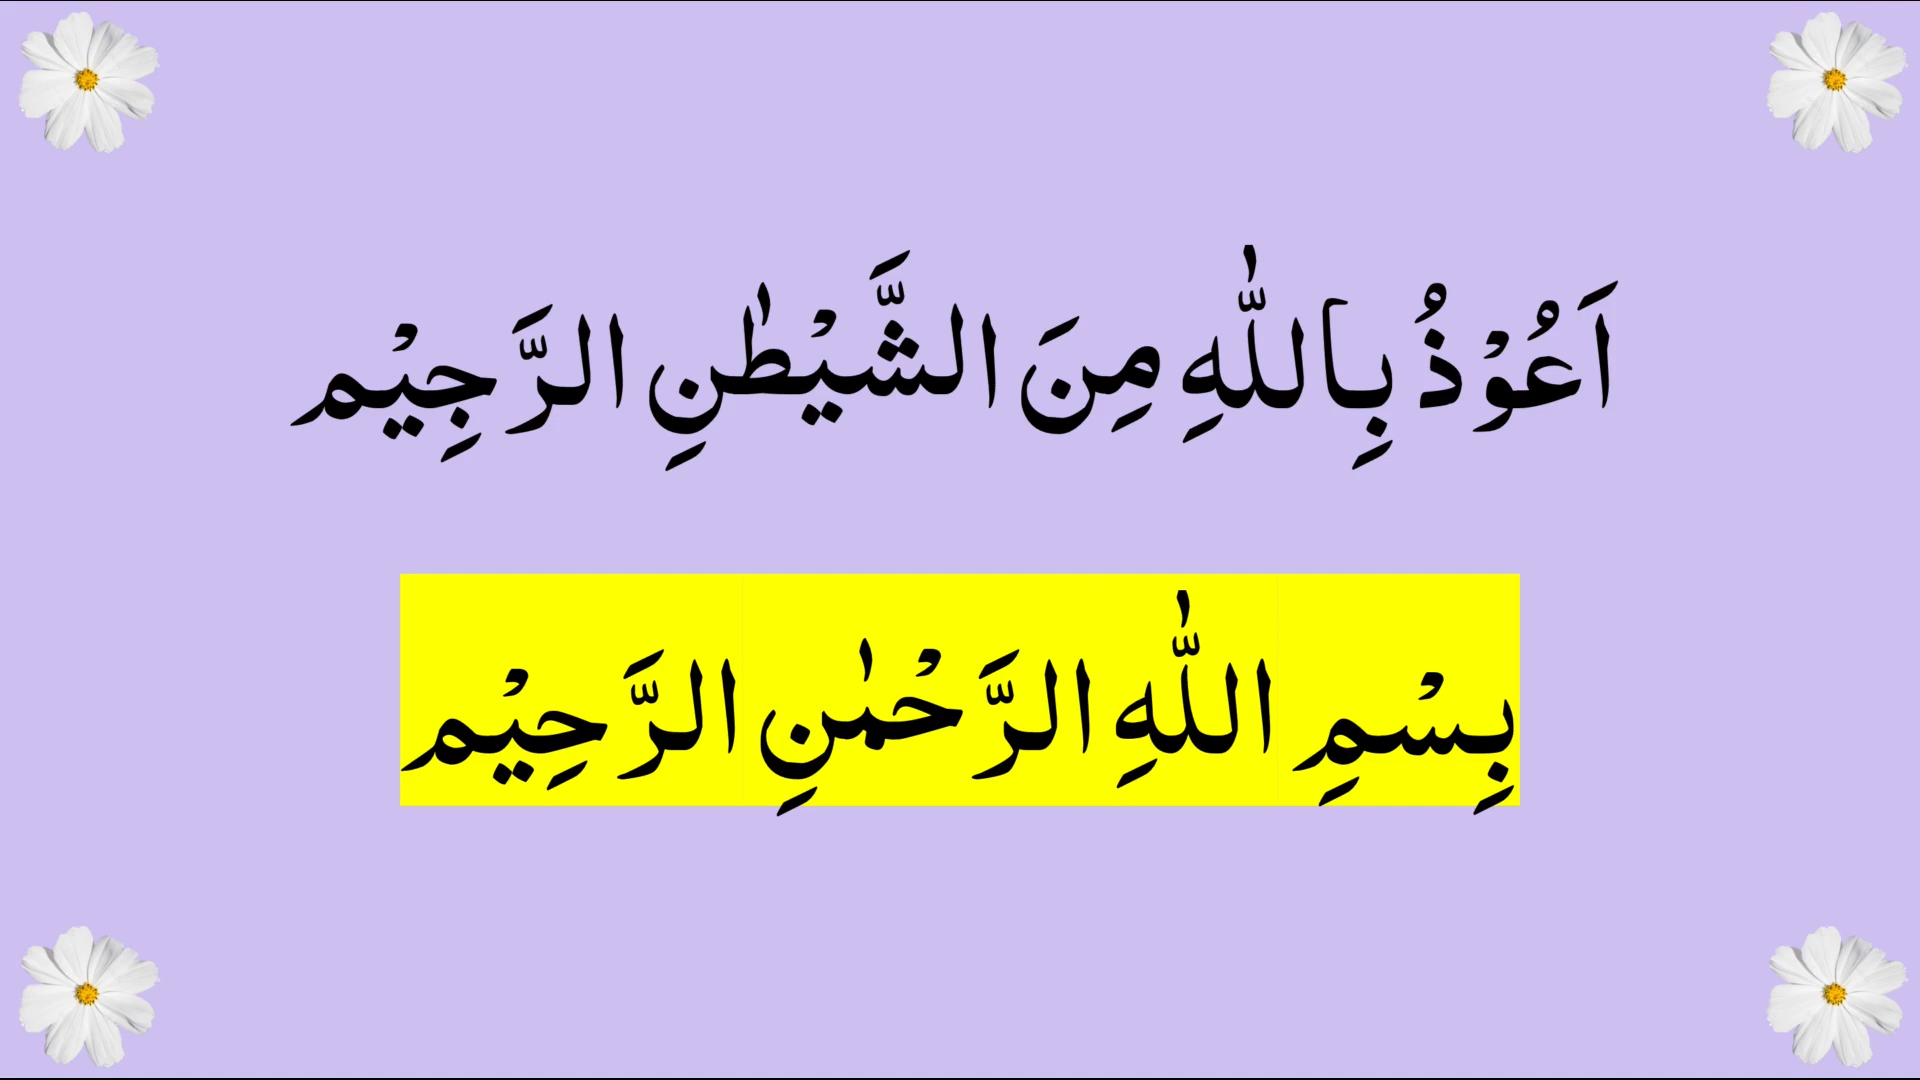 اَعُوْذُ بِاللّٰهِ مِنَ الشَّيْطٰنِ الرَّجِيْم
بِسْمِ اللّٰهِ الرَّحْمٰنِ الرَّحِيْم